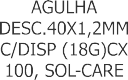 AGULHA
DESC.40X1,2MM
C/DISP (18G)CX
100, SOL-CARE